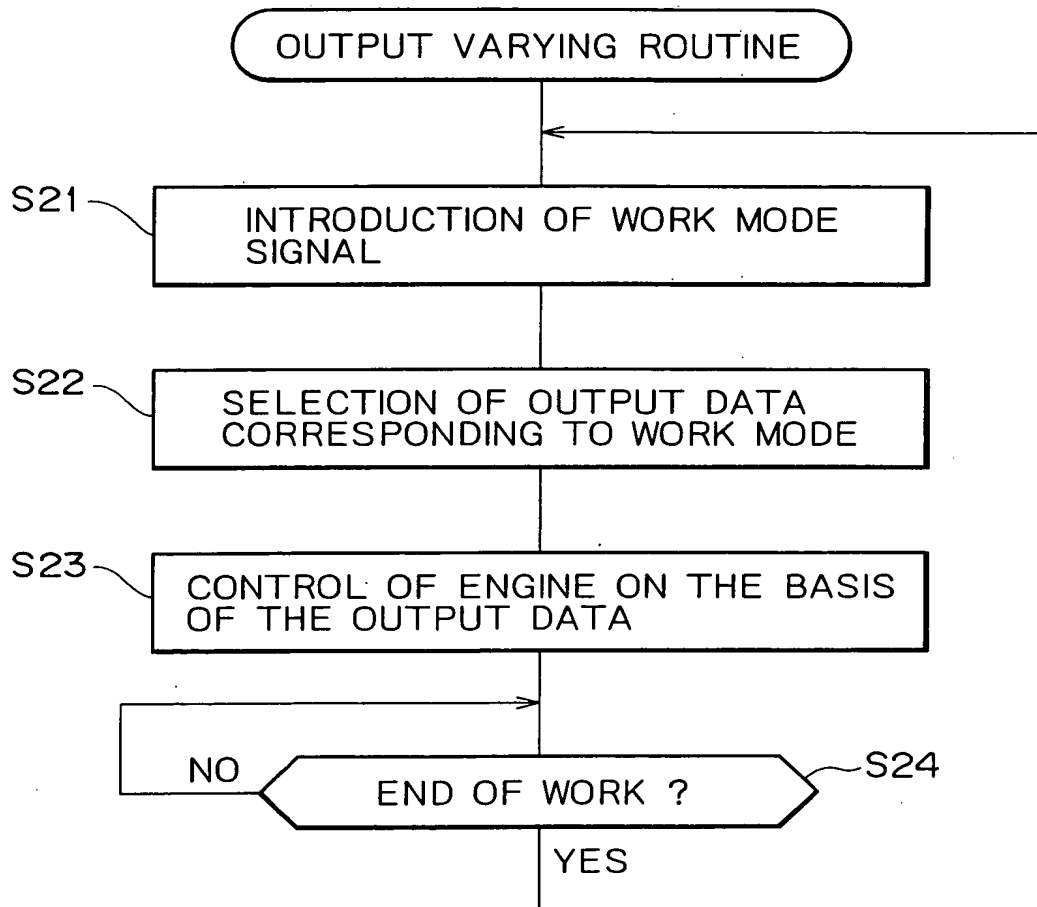 OUTPUT VARYING ROUTINE
S21
INTRODUCTION OF WORK MODE
SIGNAL
S22
SELECTION OF OUTPUT DATA
CORRESPONDING TO WORK MODE
S23
CONTROL OF ENGINE ON THE BASIS
OF THE OUTPUT DATA
NO
END OF WORK ?
S24
YES